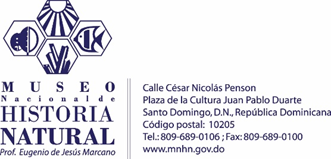 MUSEO
Nacional de
HISTORIA
NATURAL
Prof. Eugenio de Jesús Marcano
Calle César Nicolás Penson
Plaza de la Cultura Juan Pablo Duarte
Santo Domingo, D.N., República Dominicana
Código postal: 10205
Tel.: 809-689-0106 ; Fax: 809-689-0100
www.mnhn.gov.do